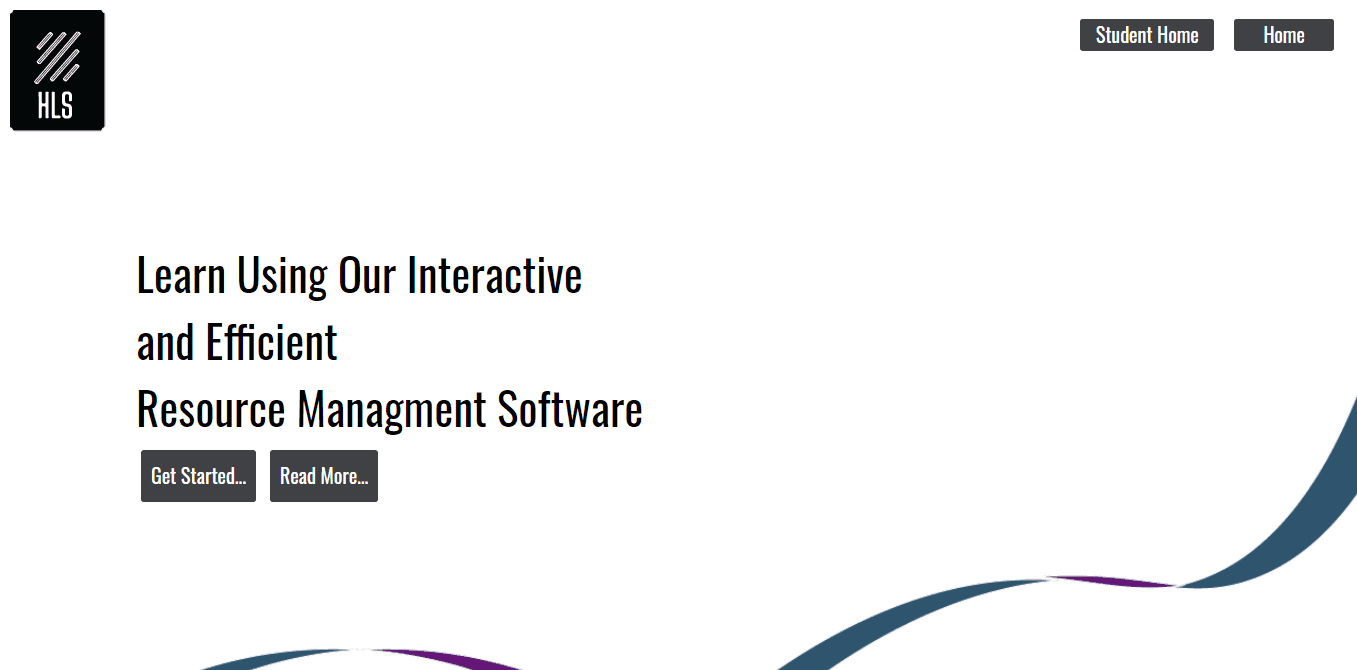 HLS
Student Home
Home
Learn Using Our Interactive
and Efficient
Resource Managment Software
Get Started...
Read More...